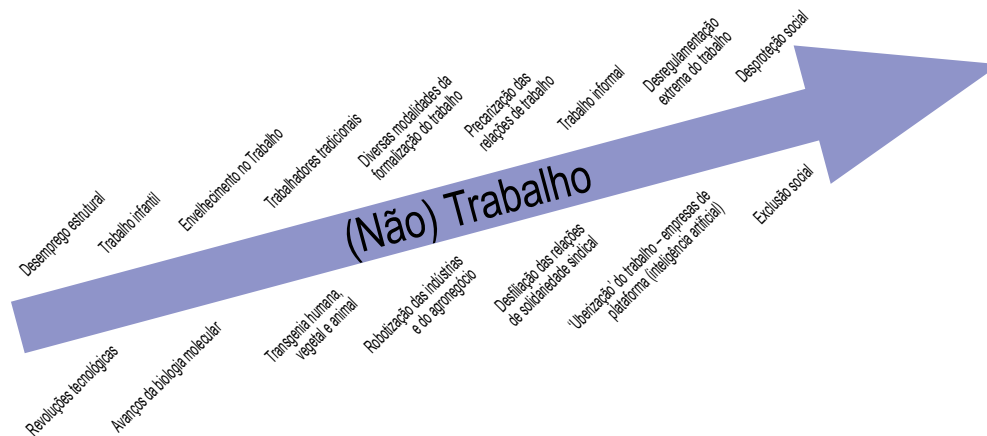 Desemprego estrutural
Trabalho infantil
Envelhecimento no Trabalho
Trabalhadores tradicionais
Diversas modalidades da
formalização do trabalho
Precarização das
relações de trabalho
Trabalho informal
Desregulamentação
extrema do trabalho
Desproteção social
(Não) Trabalho
Revoluções tecnológicas
Avanços da biologia molecular
Transgenia humana,
vegetal e animal
Robotização das indústrias
e do agronegócio
Desfiliação das relações
de solidariedade sindical
'Uberização' do trabalho – empresas de
plataforma (inteligência artificial)
Exclusão social